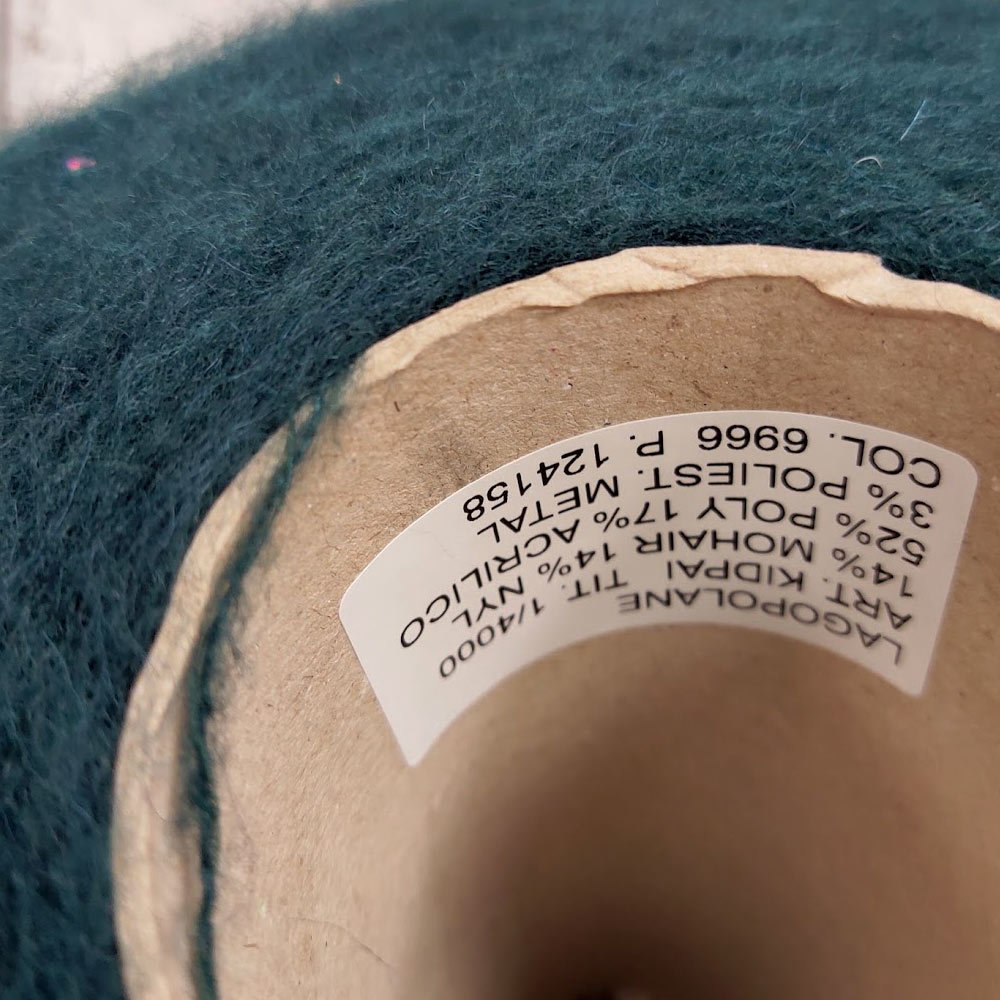 LAGOPOLANE
ART. KIDPAI TIT. 1/4000
14% MOHAIR 14% NYL
52% POLY 17% ACRILICO
3% POLIEST. METAL
COL. 6966 P. 124158